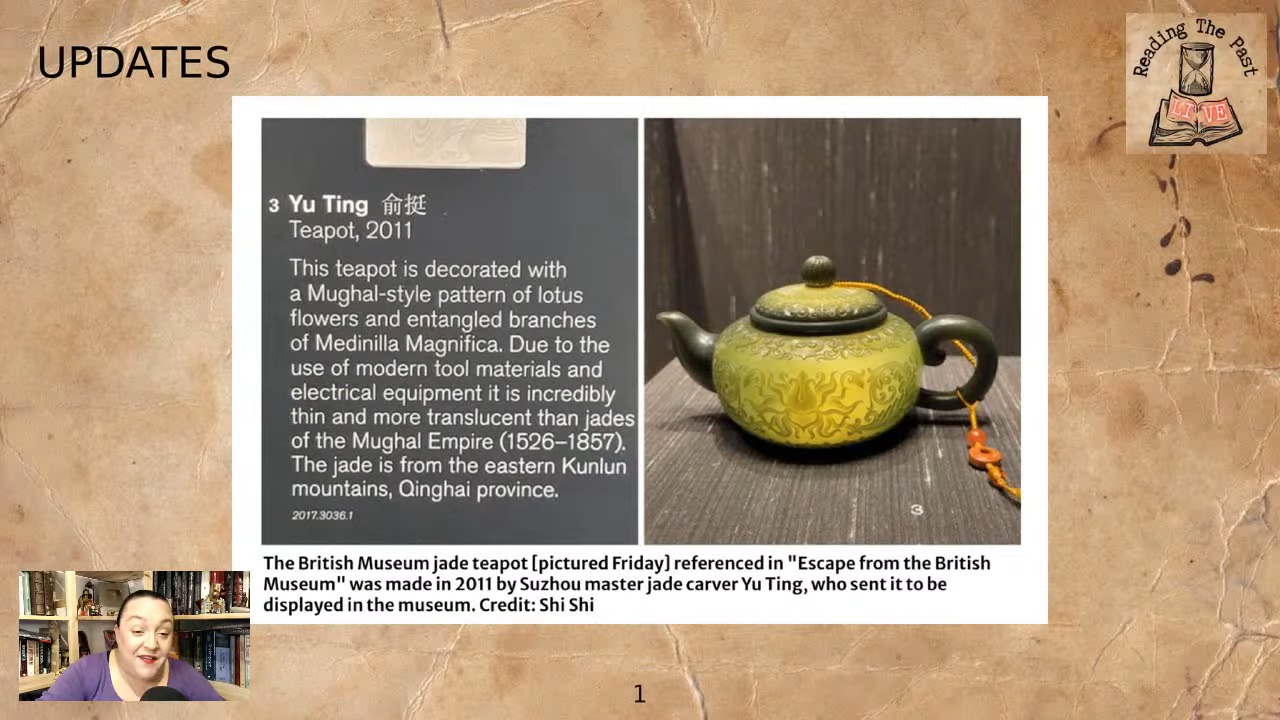 UPDATES
Reading The Past
LIVE
3 Yu Ting 俞挺
Teapot, 2011
This teapot is decorated with
a Mughal-style pattern of lotus
flowers and entangled branches
of Medinilla Magnifica. Due to the
use of modern tool materials and
electrical equipment it is incredibly
thin and more translucent than jades
of the Mughal Empire (1526–1857).
The jade is from the eastern Kunlun
mountains, Qinghai province.
2017.3036.1
3
The British Museum jade teapot [pictured Friday] referenced in "Escape from the British
Museum" was made in 2011 by Suzhou master jade carver Yu Ting, who sent it to be
displayed in the museum. Credit: Shi Shi
1